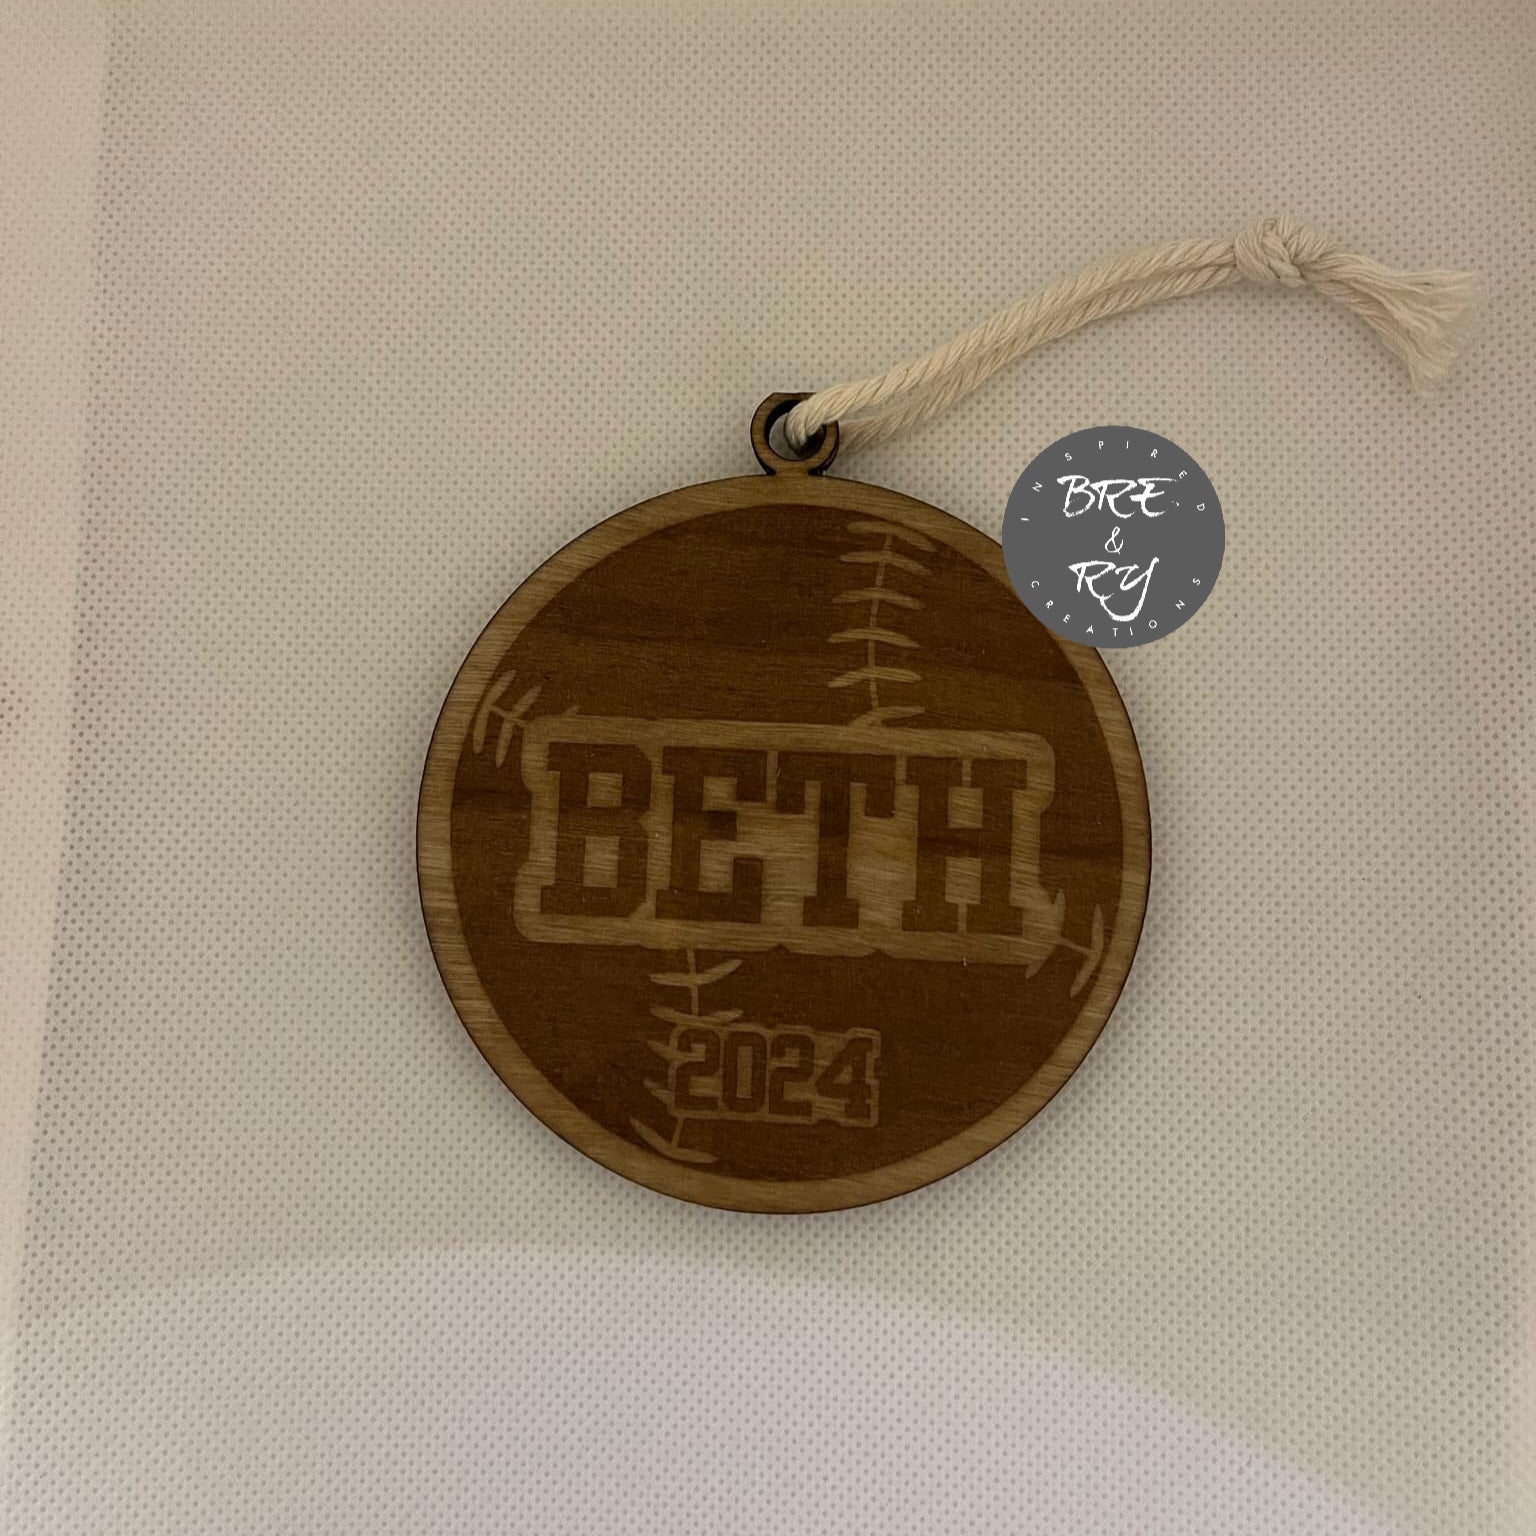 INSPIRED
BRE
&
RY
CREATIONS
BETH
2024